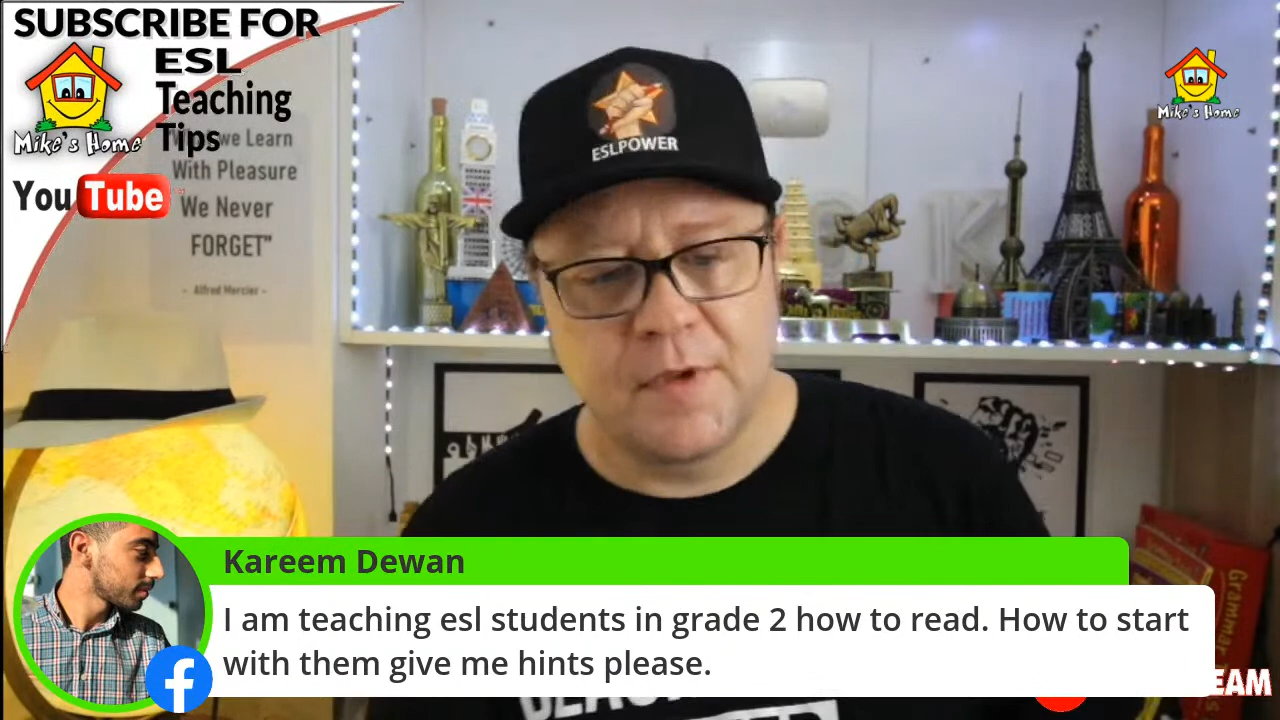 SUBSCRIBE FOR
ESL
Teaching
Tips
Mike's Home
YouTube
we Learn
With Pleasure
We Never
FORGET"
- Alfred Mercier -
ESLPOWER
Mike's Home
Kareem Dewan
I am teaching esl students in grade 2 how to read. How to start
with them give me hints please.
Grammar
EAM